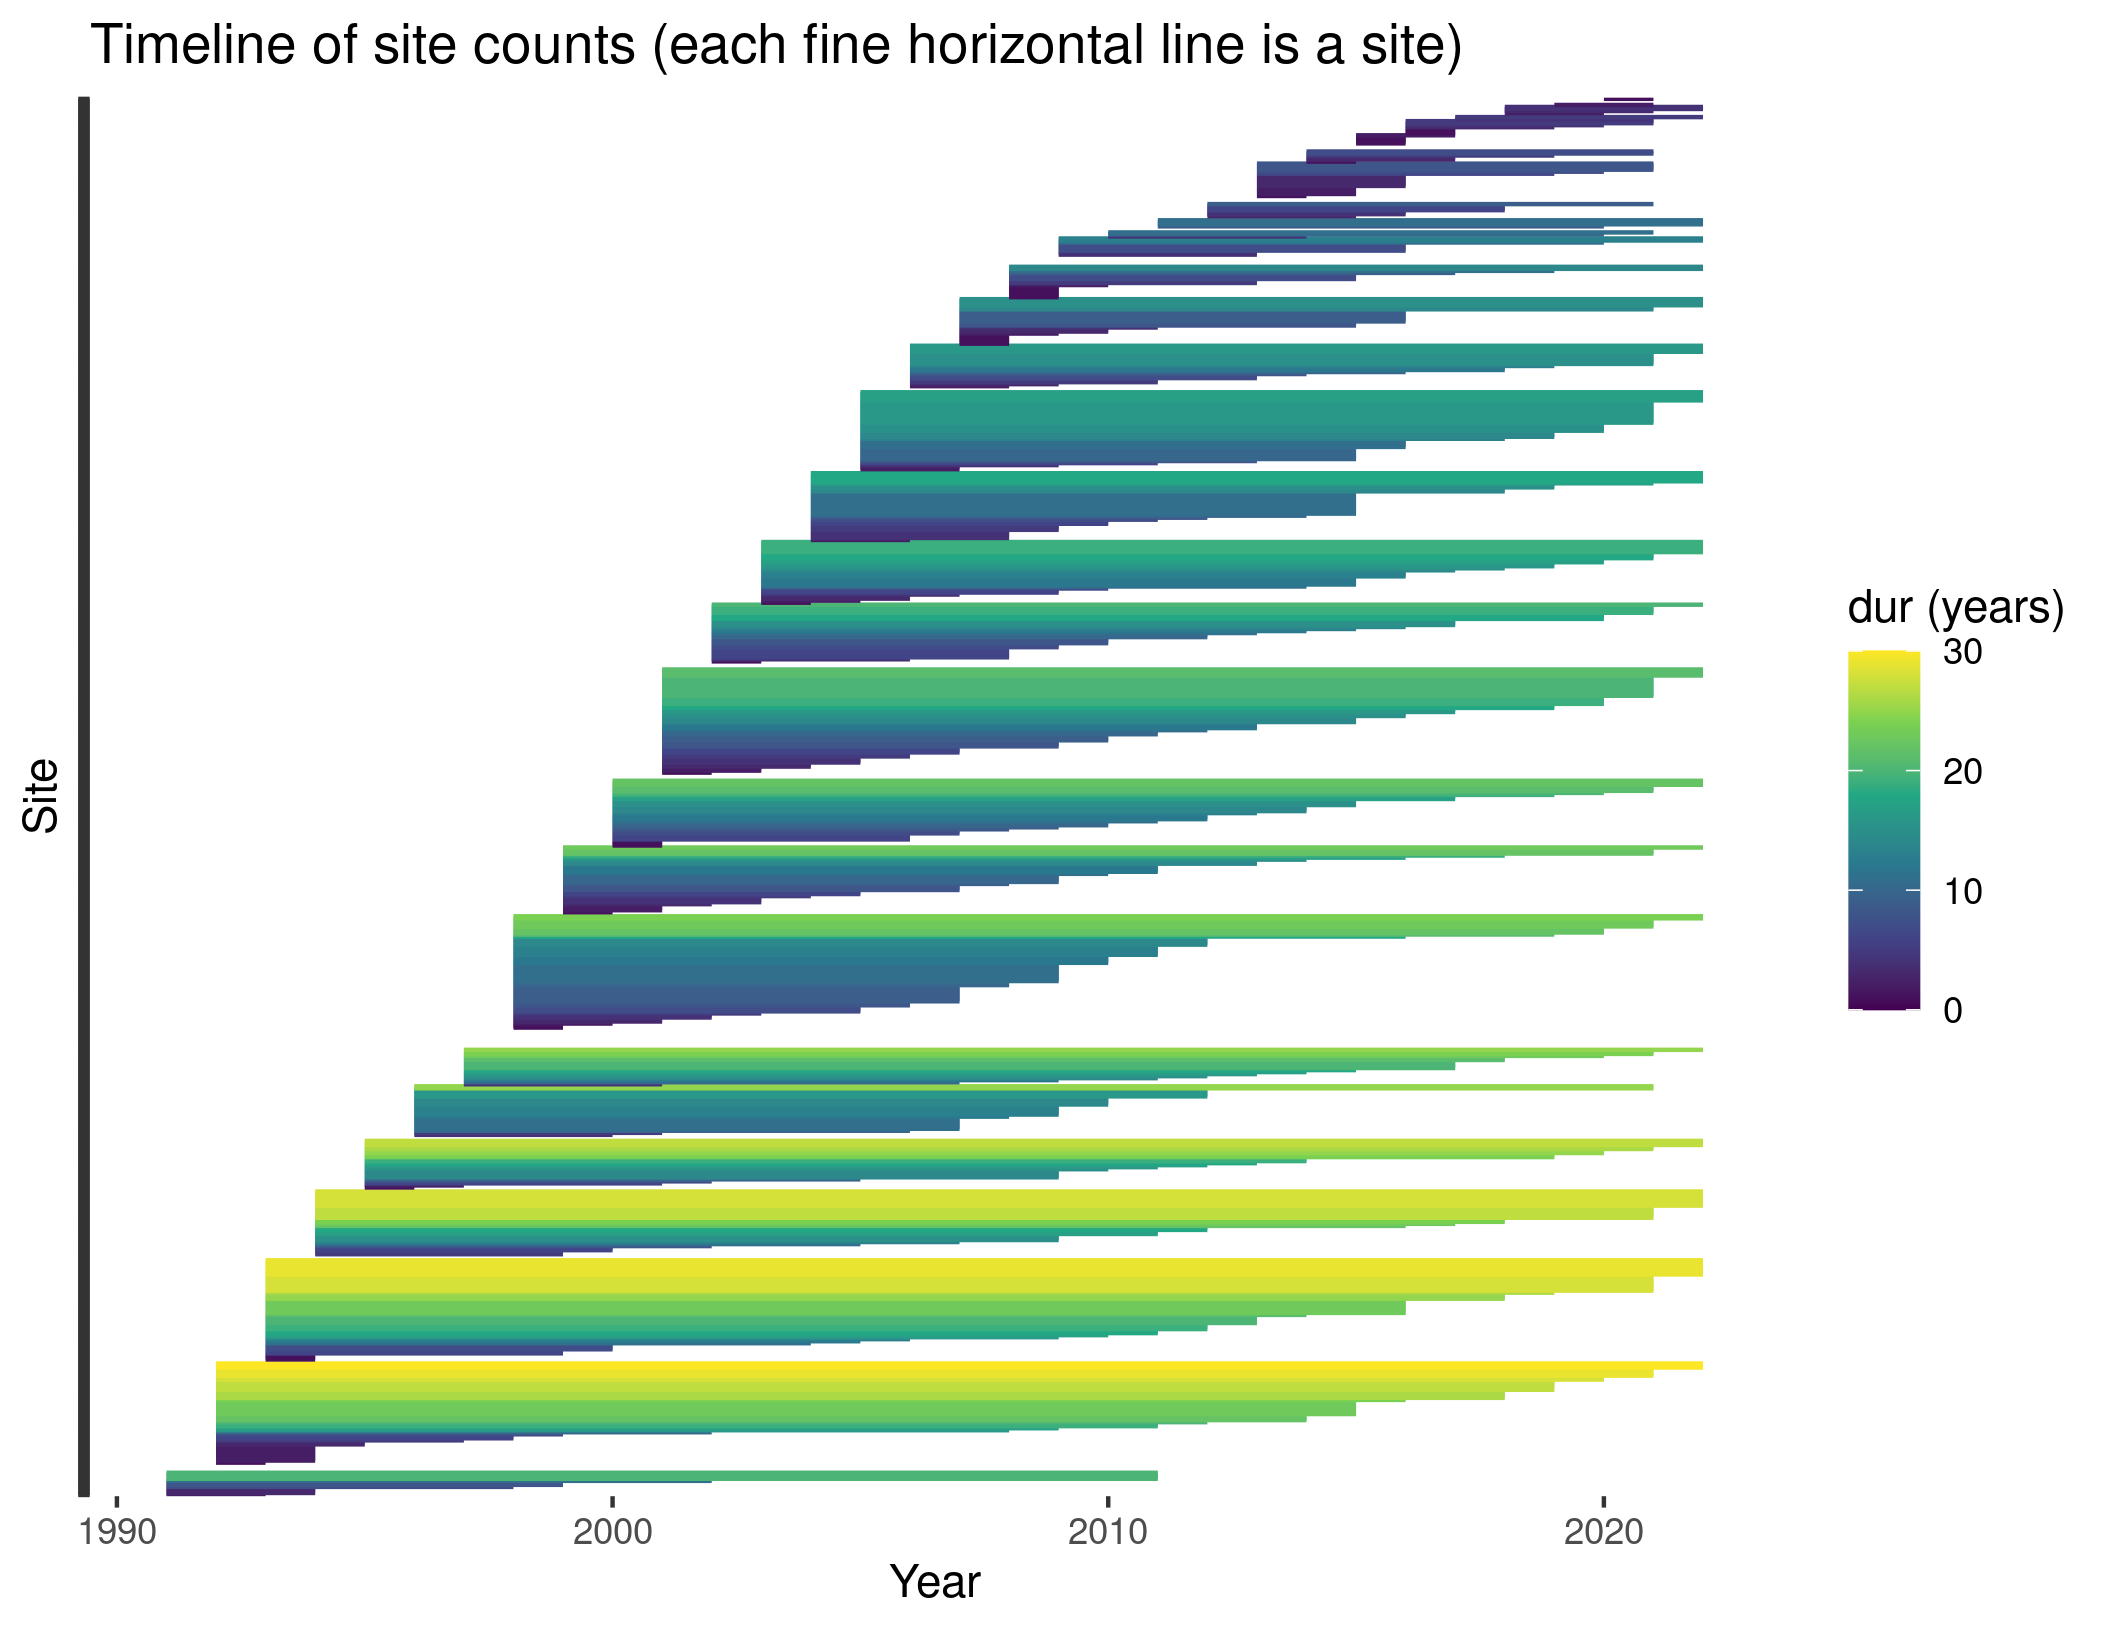 Timeline of site counts (each fine horizontal line is a site)
Site
dur (years)
30
20
10
0
1990 2000 2010 2020
Year